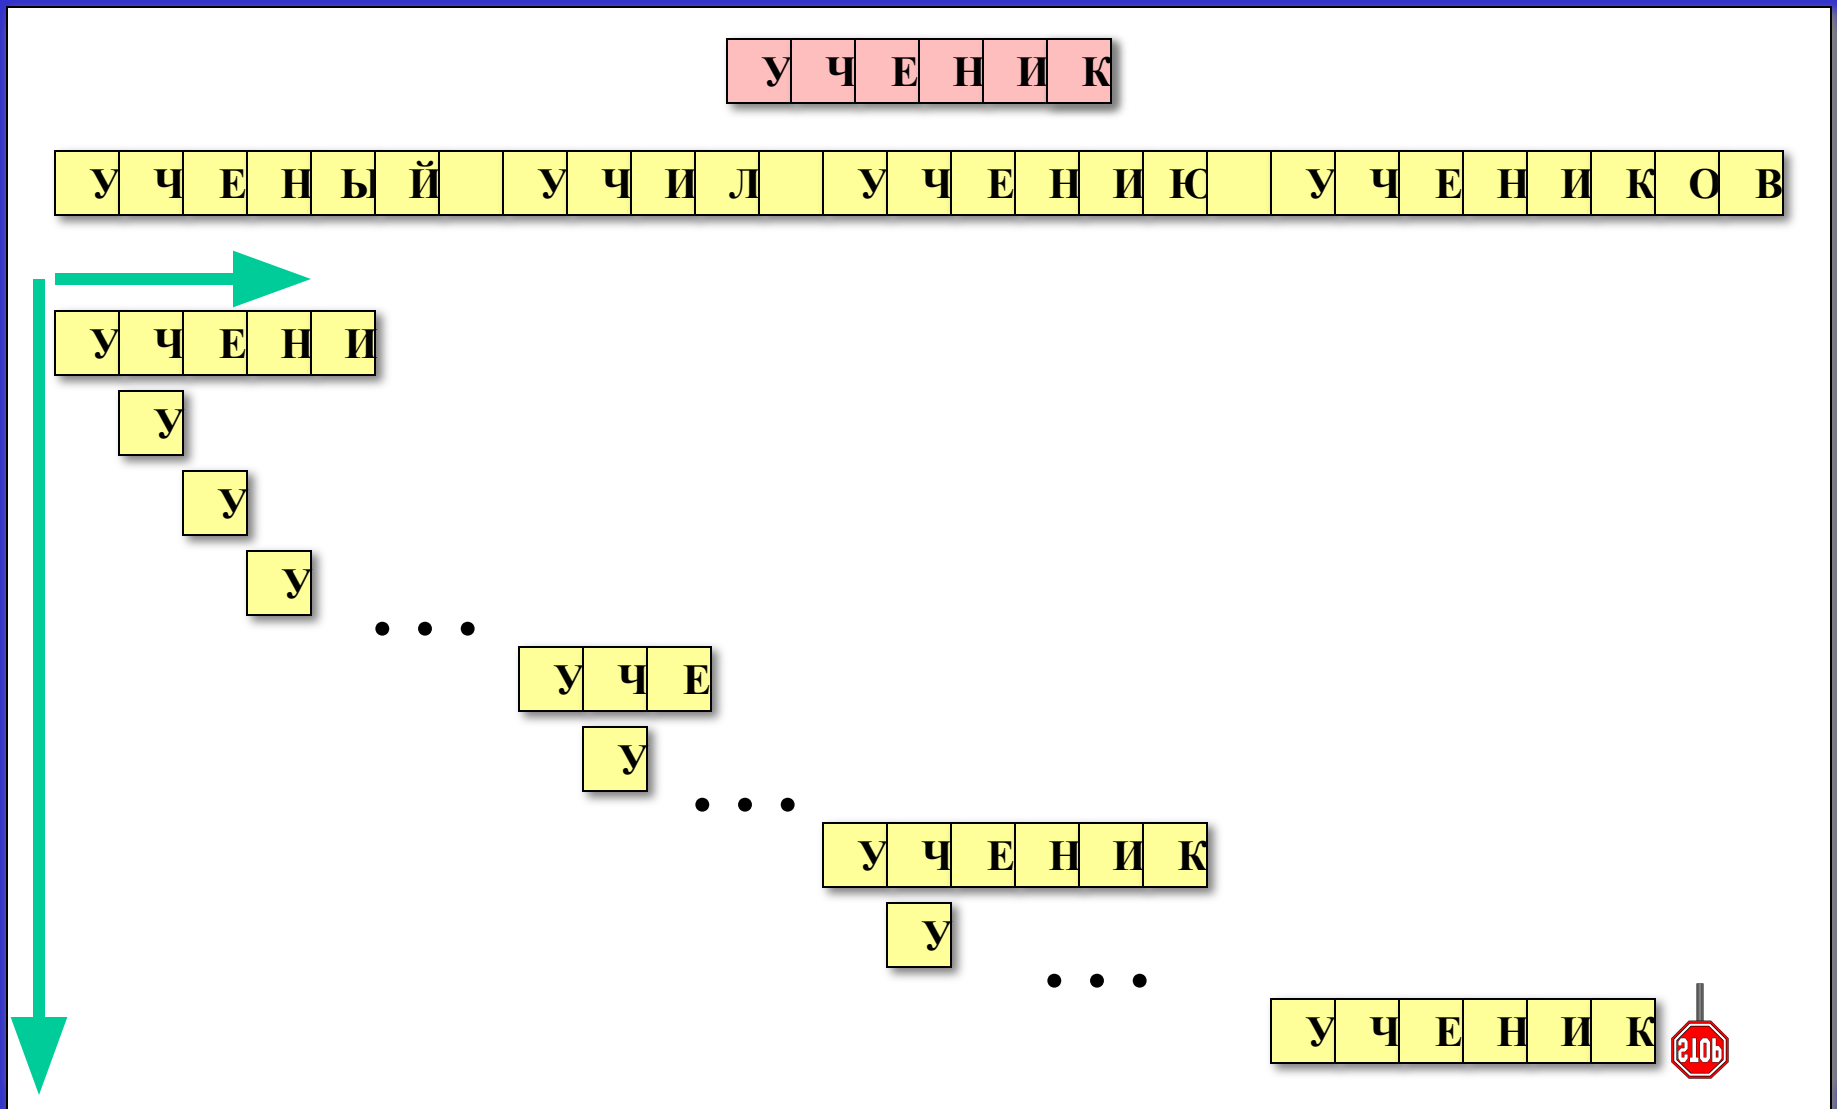 УЧЕНИК
УЧЕНЫЙ УЧИЛ УЧЕНИЮ УЧЕНИКОВ
УЧЕНИ
У
У
У
...
УЧЕ
У
...
УЧЕНИК
У
...
УЧЕНИК
STOP